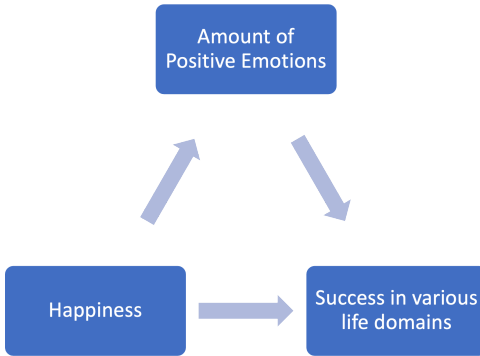 Amount of
Positive Emotions
Happiness
Success in various
life domains